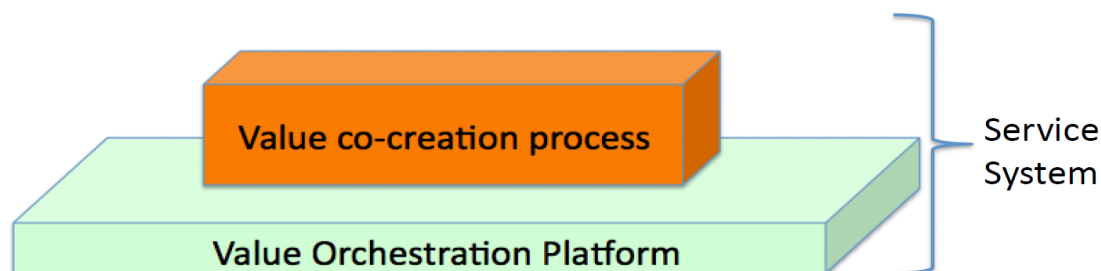 Value co-creation process
Service
System
Value Orchestration Platform